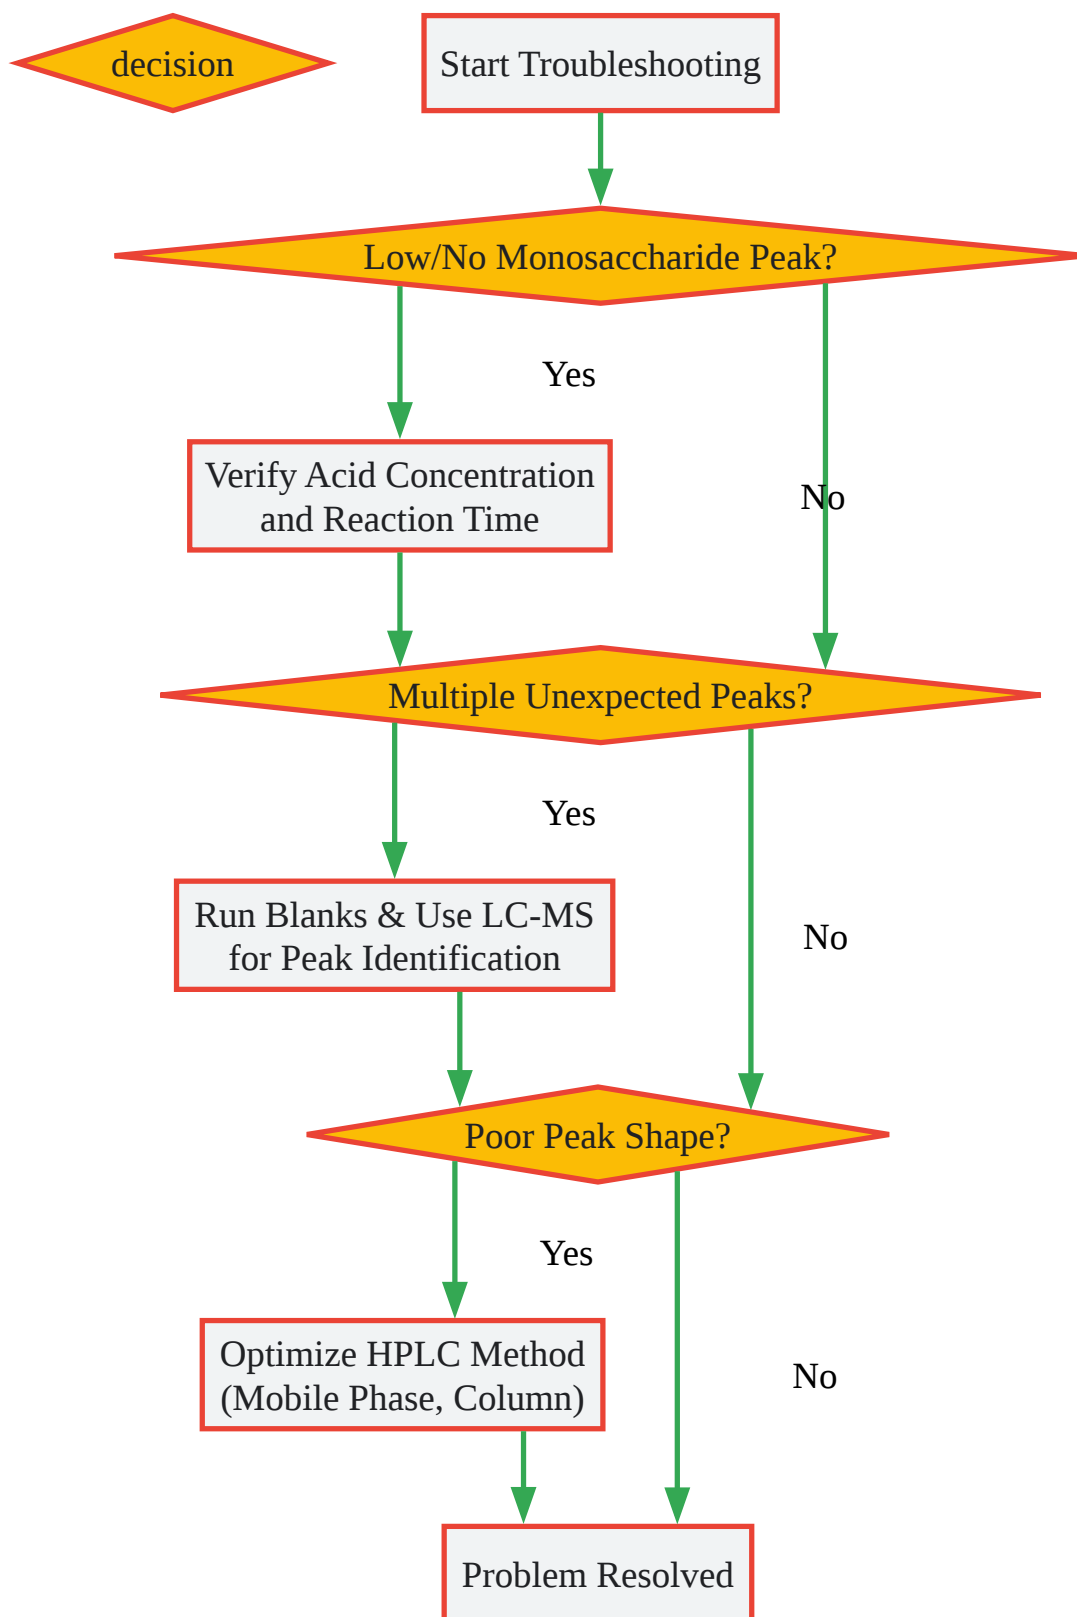 decision
Start Troubleshooting
Low/No Monosaccharide Peak?
Yes
Verify Acid Concentration
and Reaction Time
No
Multiple Unexpected Peaks?
Yes
Run Blanks & Use LC-MS
for Peak Identification
No
Poor Peak Shape?
Yes
Optimize HPLC Method
(Mobile Phase, Column)
No
Problem Resolved